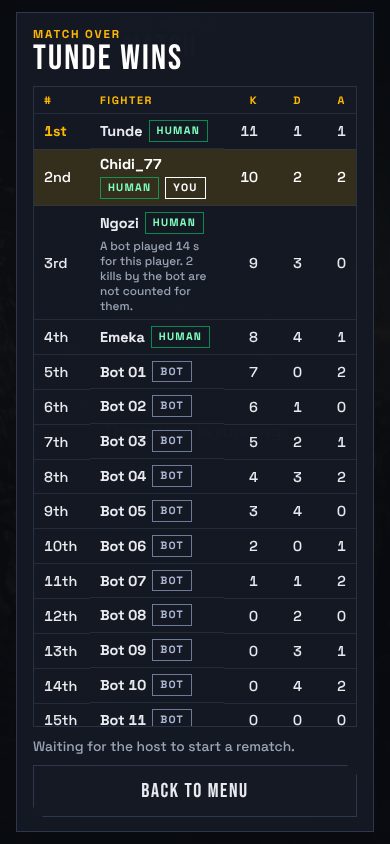 MATCH OVER
TUNDE WINS
# FIGHTER K D A
1st Tunde HUMAN 11 1 1
Chidi_77
2nd HUMAN YOU 10 2 2
Ngozi HUMAN
A bot played 14 s
for this player. 2
3rd kills by the bot are 9 3 0
not counted for
them.
4th Emeka HUMAN 8 4 1
5th Bot 01 BOT 7 0 2
6th Bot 02 BOT 6 1 0
7th Bot 03 BOT 5 2 1
8th Bot 04 BOT 4 3 2
9th Bot 05 BOT 3 4 0
10th Bot 06 BOT 2 0 1
11th Bot 07 BOT 1 1 2
12th Bot 08 BOT 0 2 0
13th Bot 09 BOT 0 3 1
14th Bot 10 BOT 0 4 2
15th Bot 11 BOT 0 0 0
Waiting for the host to start a rematch.
BACK TO MENU